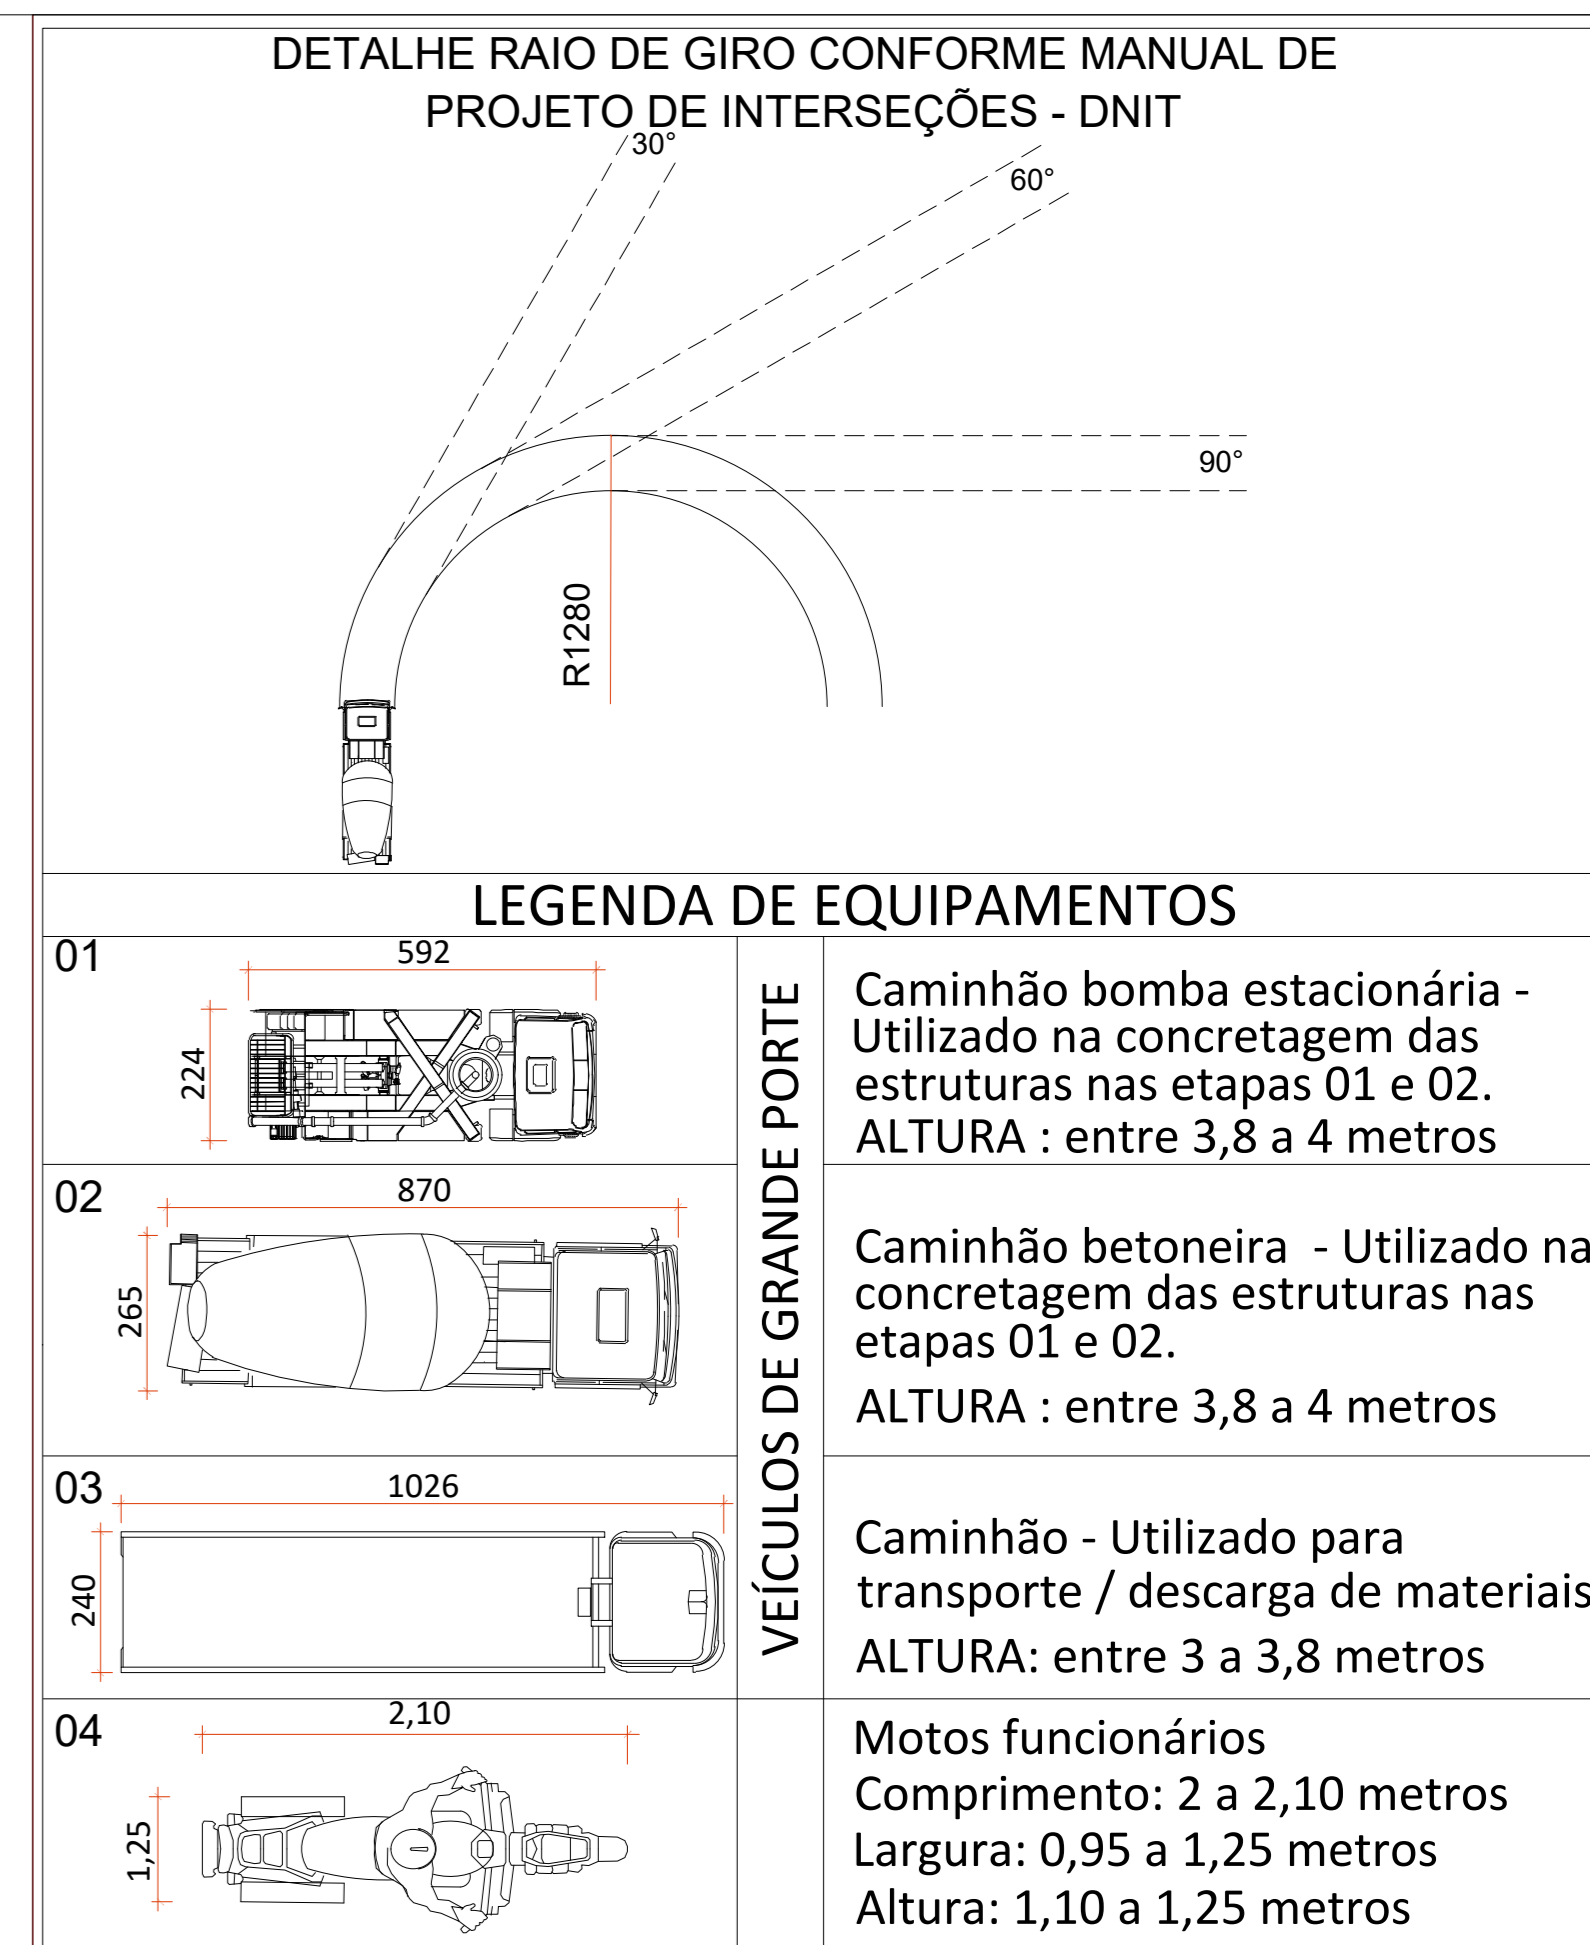 DETALHE RAIO DE GIRO CONFORME MANUAL DE
PROJETO DE INTERSEÇÕES - DNIT
30°
60°
90°
R1280
LEGENDA DE EQUIPAMENTOS
VEÍCULOS DE GRANDE PORTE
01
592
224
Caminhão bomba estacionária -
Utilizado na concretagem das
estruturas nas etapas 01 e 02.
ALTURA : entre 3,8 a 4 metros
02
870
265
Caminhão betoneira - Utilizado na
concretagem das estruturas nas
etapas 01 e 02.
ALTURA : entre 3,8 a 4 metros
03
1026
240
Caminhão - Utilizado para
transporte / descarga de materiais
ALTURA: entre 3 a 3,8 metros
04
2,10
1,25
Motos funcionários
Comprimento: 2 a 2,10 metros
Largura: 0,95 a 1,25 metros
Altura: 1,10 a 1,25 metros